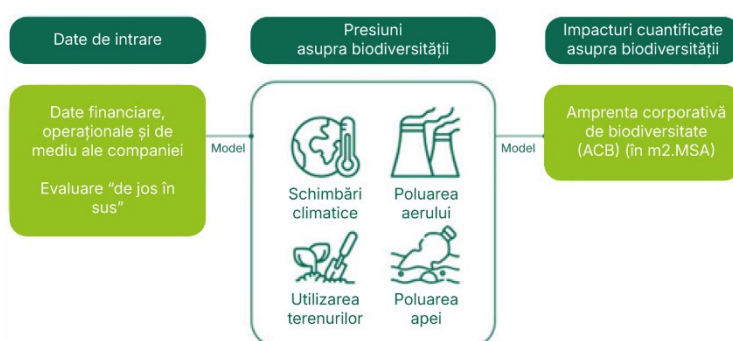 Date de intrare
Presiuni
asupra biodiversității
Impacturi cuantificate
asupra biodiversității
Date financiare,
operaționale și de
mediu ale companiei
Evaluare “de jos în
sus”
Model
Schimbări
climatice
Poluarea
aerului
Utilizarea
terenurilor
Poluarea
apei
Model
Amprenta corporativă
de biodiversitate
(ACB) (în m2.MSA)